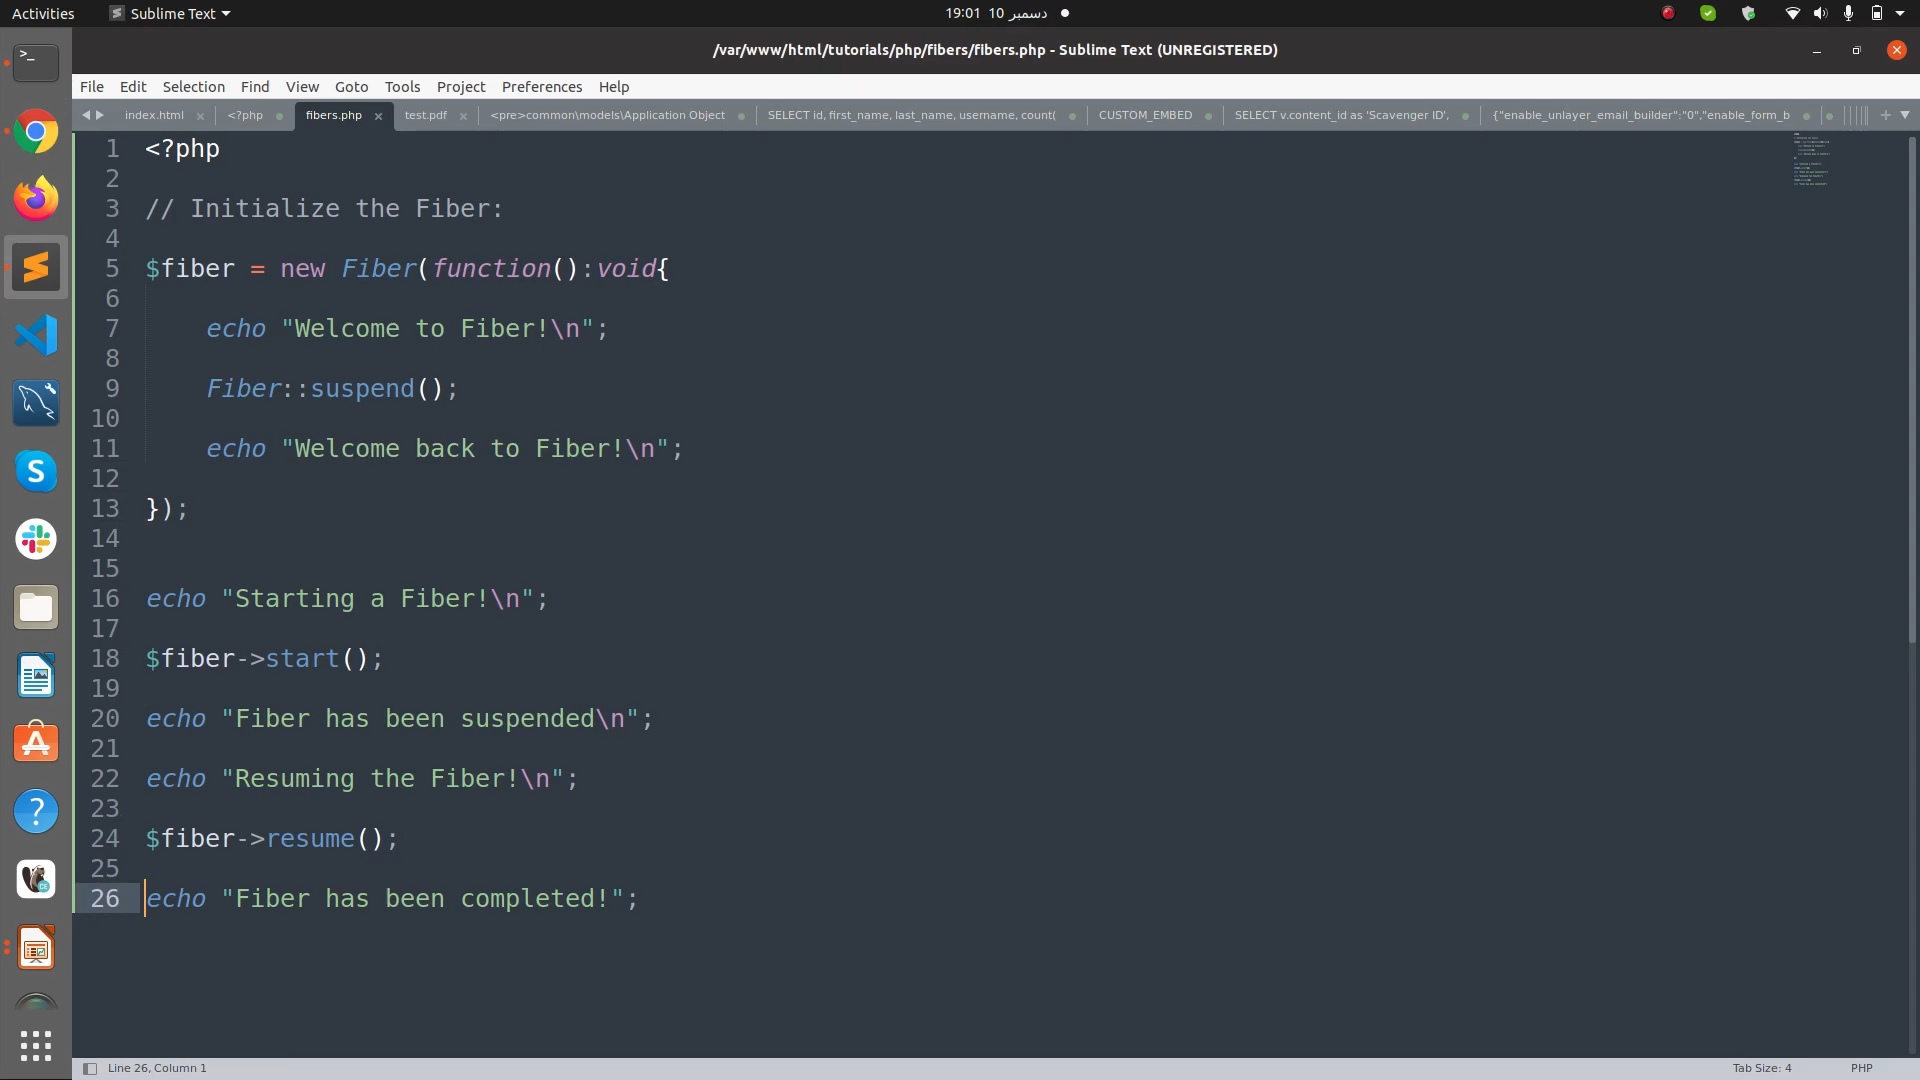 Activities
Sublime Text
19:01 10 دسمبر
/var/www/html/tutorials/php/fibers/fibers.php - Sublime Text (UNREGISTERED)
File Edit Selection Find View Goto Tools Project Preferences Help
index.html
<?php
fibers.php
test.pdf
<pre>common\models\Application Object
SELECT id, first_name, last_name, username, count(
CUSTOM_EMBED
SELECT v.content_id as 'Scavenger ID',
{"enable_unlayer_email_builder":"0","enable_form_b
1 <?php
2
3 // Initialize the Fiber:
4
5 $fiber = new Fiber(function():void{
6
7     echo "Welcome to Fiber!\n";
8
9     Fiber::suspend();
10
11     echo "Welcome back to Fiber!\n";
12
13 });
14
15
16 echo "Starting a Fiber!\n";
17
18 $fiber->start();
19
20 echo "Fiber has been suspended\n";
21
22 echo "Resuming the Fiber!\n";
23
24 $fiber->resume();
25
26 echo "Fiber has been completed!";
Line 26, Column 1
Tab Size: 4
PHP